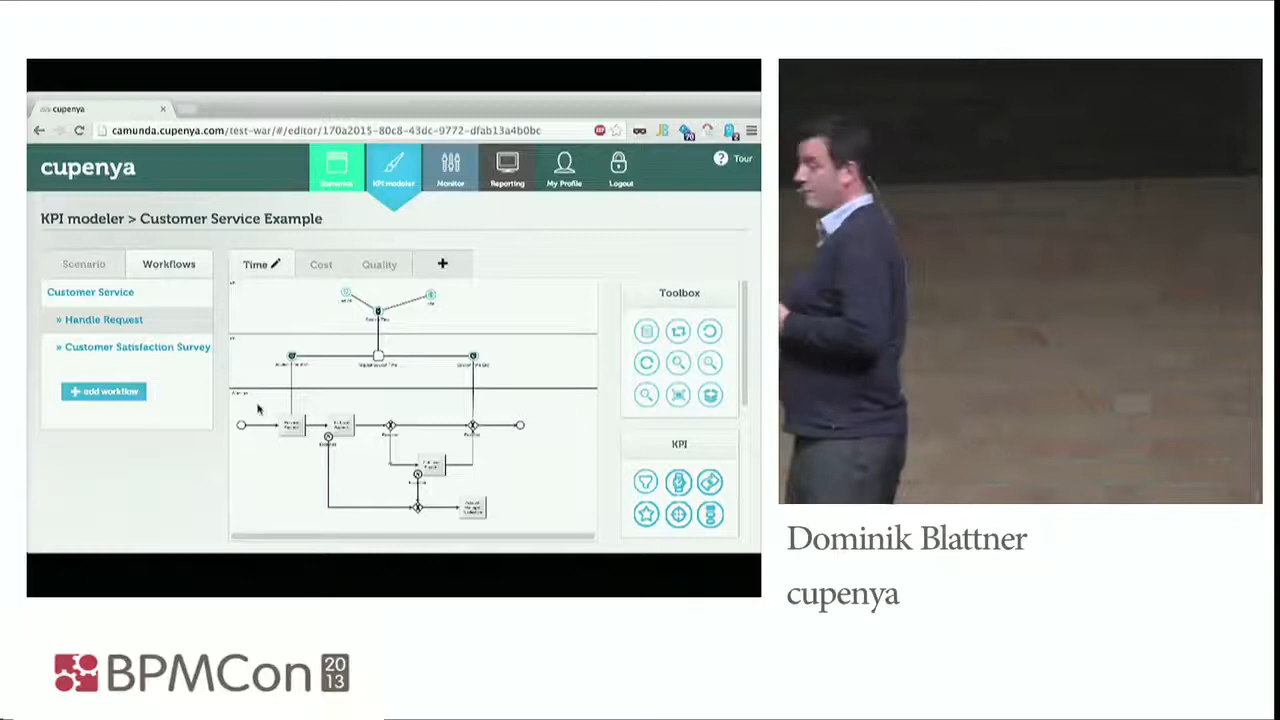 cupenya
camunda.cupenya.com/test-war/#/editor/170a2015-80c8-43dc-9772-dfab13a4b0bc
cupenya
Scenarios
KPI modeler
Monitor
Reporting
My Profile
Logout
Tour
KPI modeler > Customer Service Example
Scenario
Workflows
Time
Cost
Quality
Toolbox
Customer Service
» Handle Request
» Customer Satisfaction Survey
+ add workflow
KPI
Dominik Blattner
cupenya
BPMCon 2013